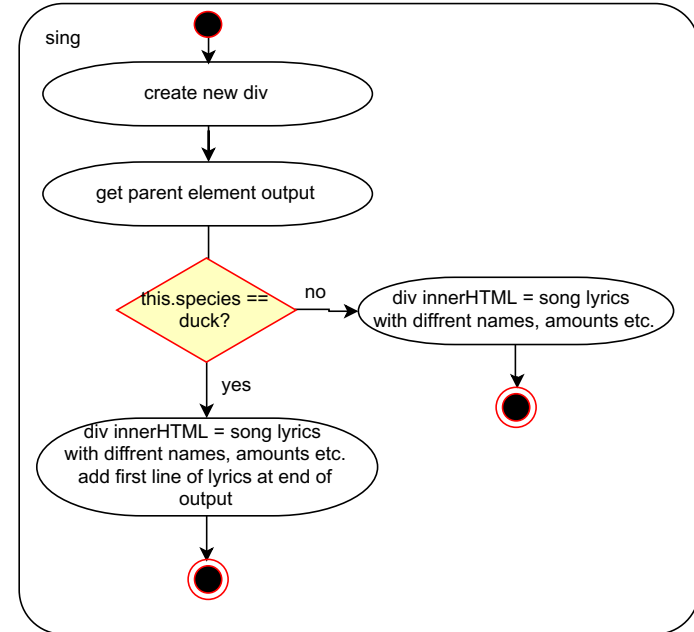 sing
create new div
get parent element output
this.species ==
duck?
no
div innerHTML = song lyrics
with diffrent names, amounts etc.
yes
div innerHTML = song lyrics
with diffrent names, amounts etc.
add first line of lyrics at end of
output